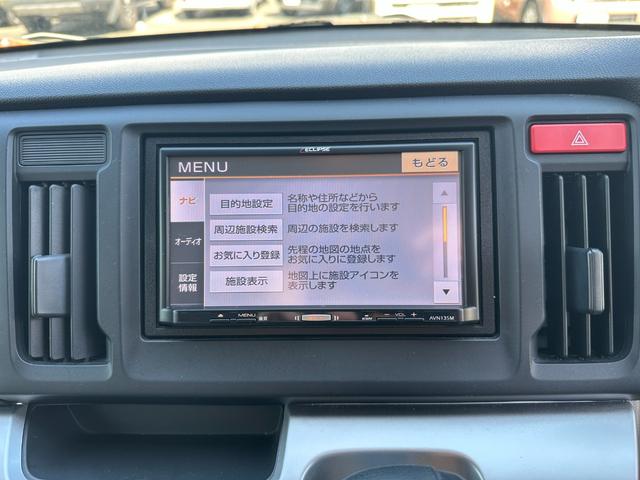 ECLIPSE
MENU
もどる
ナビ
オーディオ
設定
情報
目的地設定
名称や住所などから
目的地の設定を行います
周辺施設検索
周辺の施設を検索します
お気に入り登録
先程の地図の地点を
お気に入りに登録します
施設表示
地図上に施設アイコンを
表示します
MENU
− VOL +
AVN135M